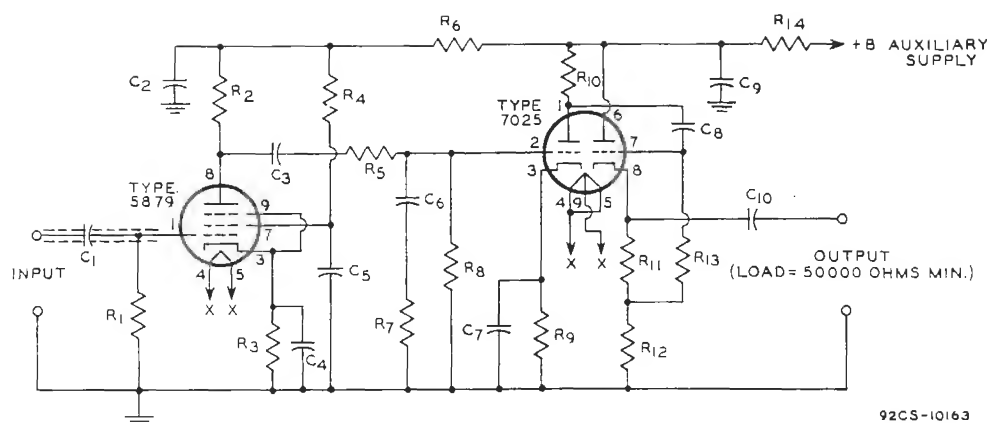 R6
R14
+B AUXILIARY
SUPPLY
C2
R2
R4
R10
C9
TYPE
7025
1
6
C8
2
7
3
8
4
9
5
X
X
C3
R5
C6
R8
8
TYPE
5879
1
9
7
3
4
5
X
X
C1
INPUT
R1
C5
R3
C4
R7
C7
R9
R11
R13
R12
C10
OUTPUT
(LOAD=50000 OHMS MIN.)
92CS-10163